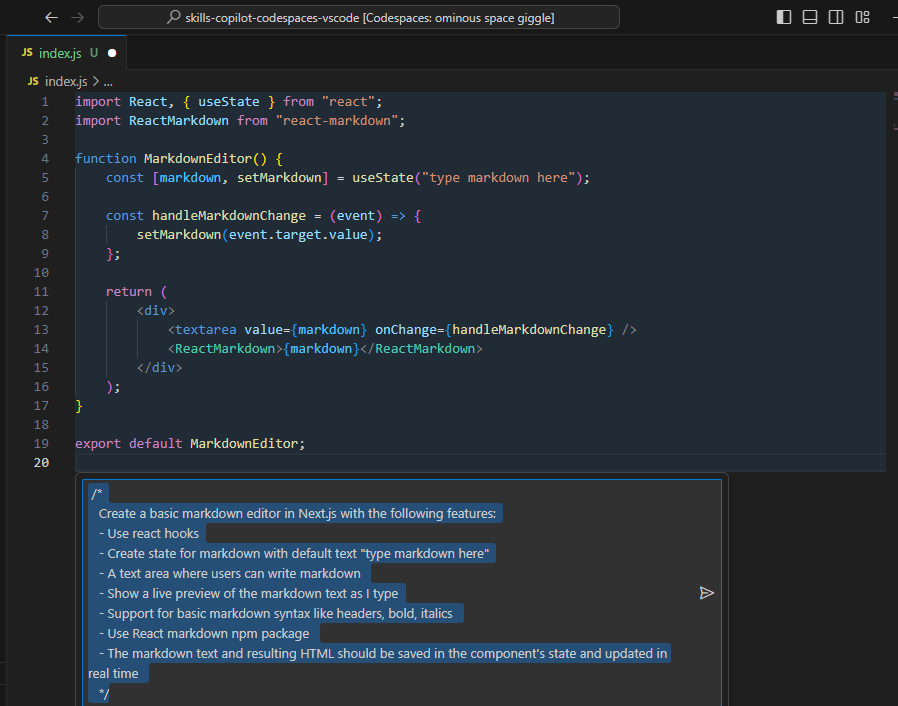 skills-copilot-codespaces-vscode [Codespaces: ominous space giggle]
JS index.js U
JS index.js > ...
1 import React, { useState } from "react";
2 import ReactMarkdown from "react-markdown";
3
4 function MarkdownEditor() {
5 const [markdown, setMarkdown] = useState("type markdown here");
6
7 const handleMarkdownChange = (event) => {
8 setMarkdown(event.target.value);
9 };
10
11 return (
12 <div>
13 <textarea value={markdown} onChange={handleMarkdownChange} />
14 <ReactMarkdown>{markdown}</ReactMarkdown>
15 </div>
16 );
17 }
18
19 export default MarkdownEditor;
20
/*
Create a basic markdown editor in Next.js with the following features:
- Use react hooks
- Create state for markdown with default text "type markdown here"
- A text area where users can write markdown
- Show a live preview of the markdown text as I type
- Support for basic markdown syntax like headers, bold, italics
- Use React markdown npm package
- The markdown text and resulting HTML should be saved in the component's state and updated in
real time
*/